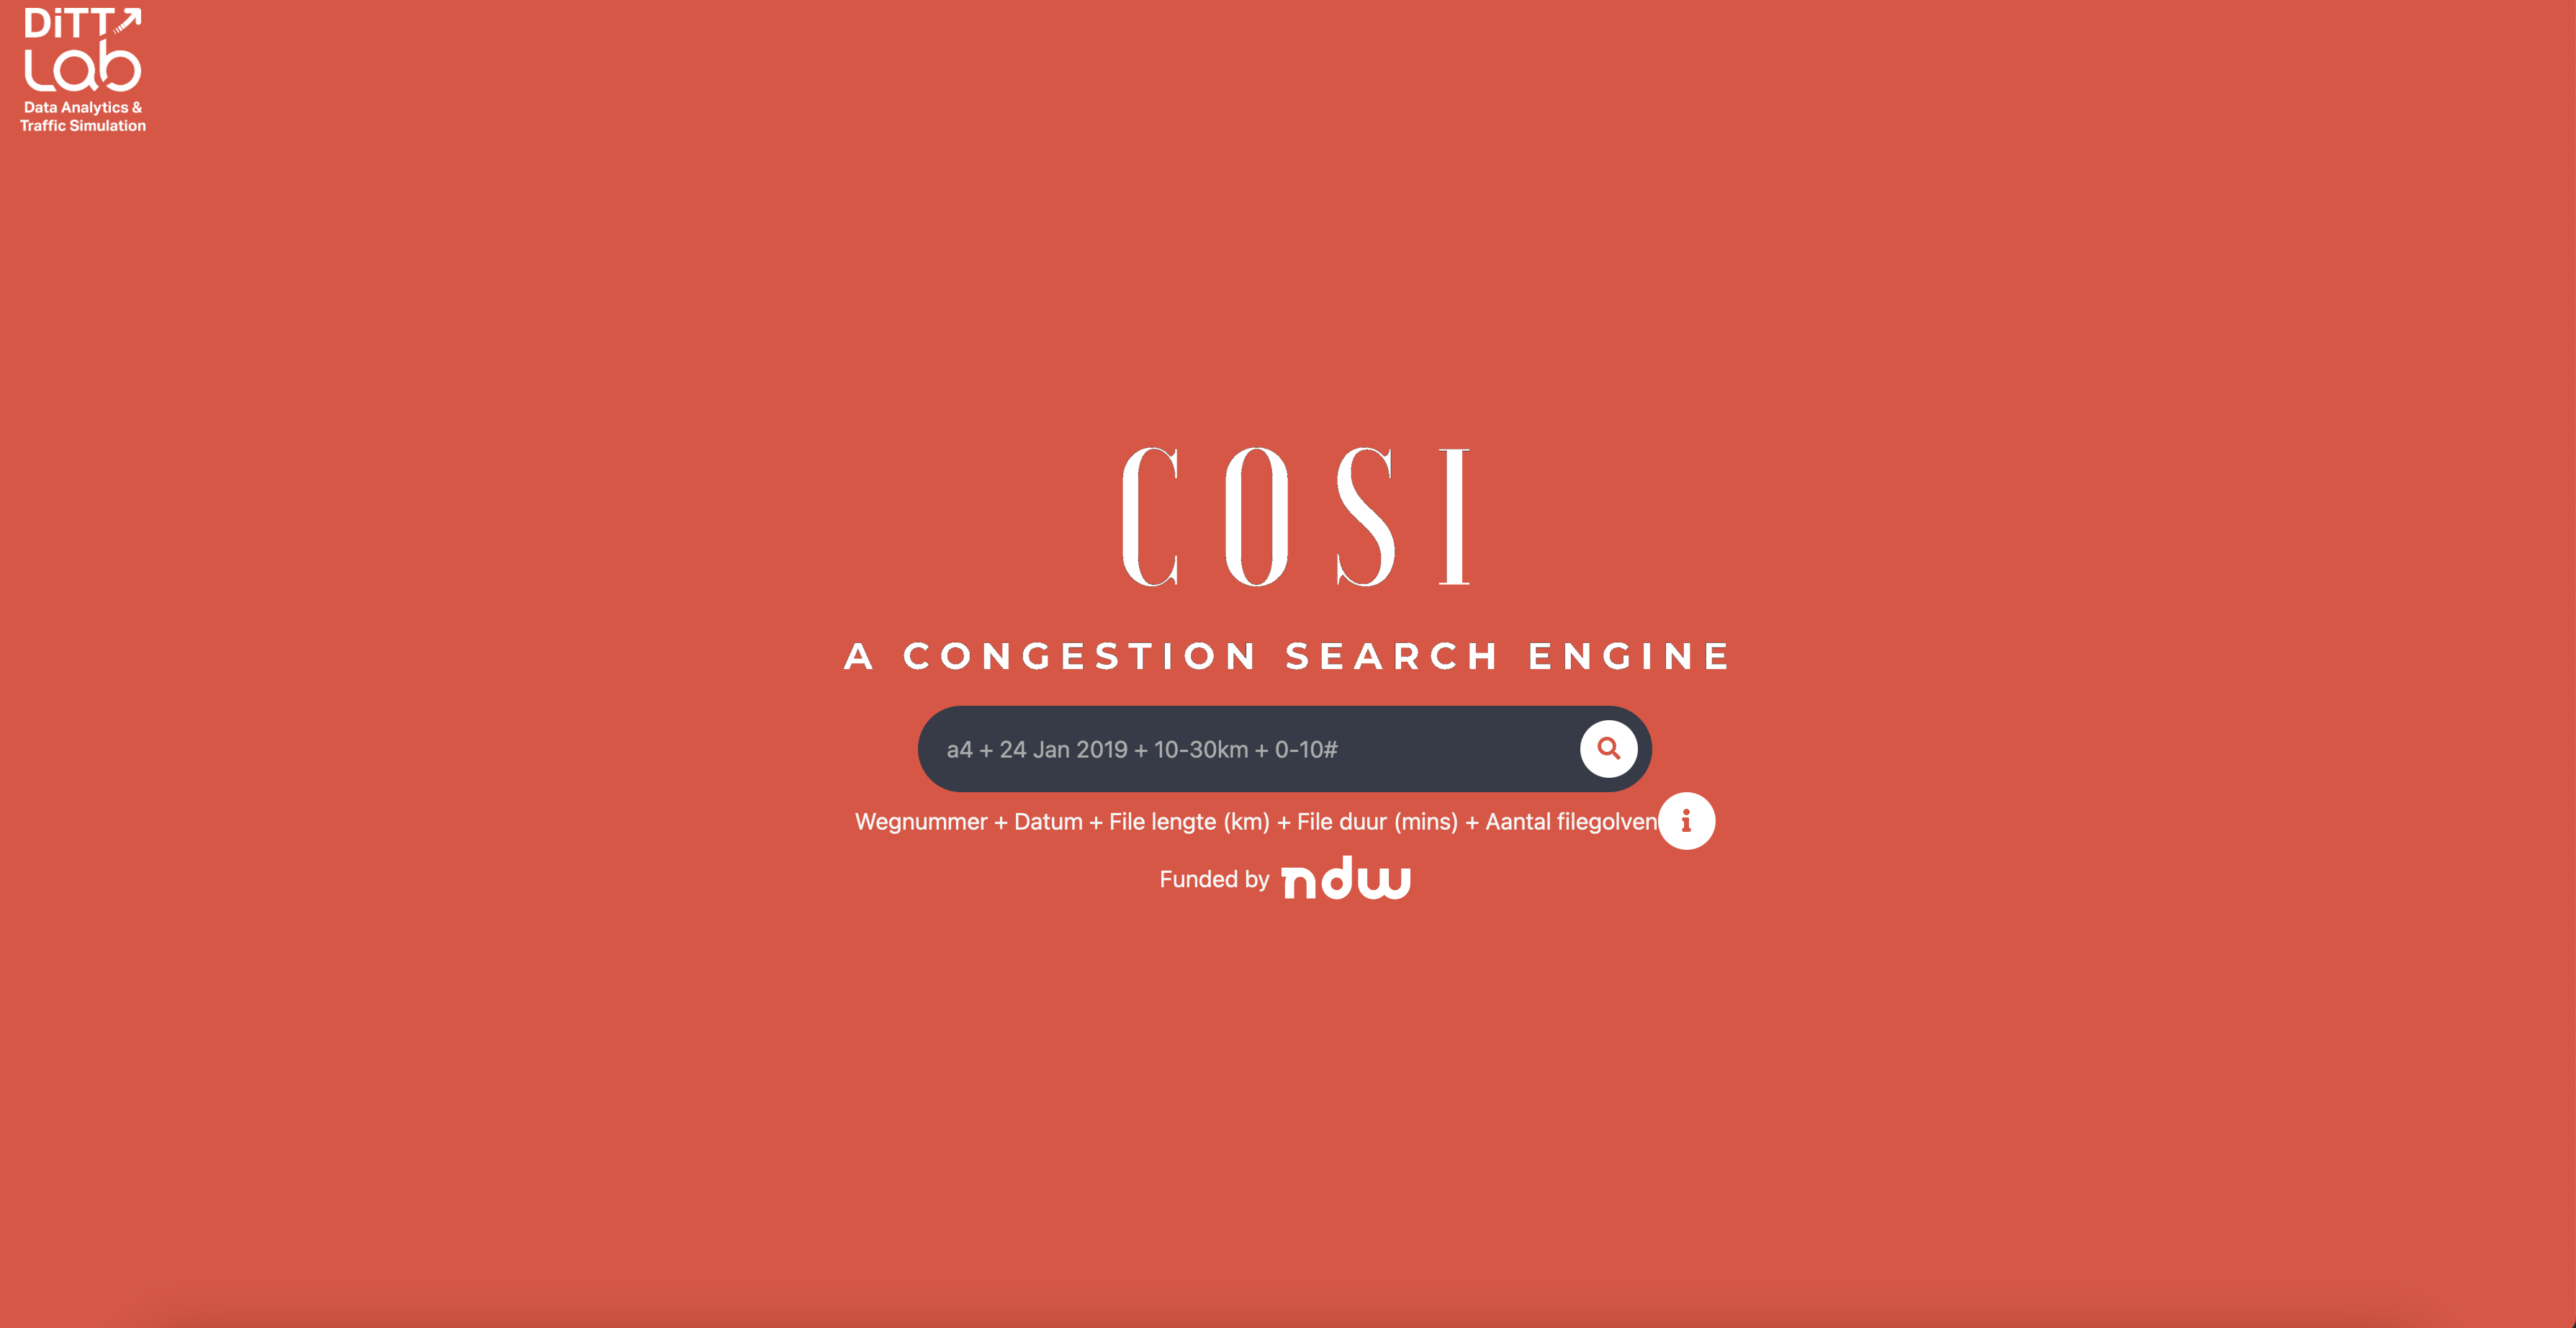 DiTT
Lab
Data Analytics &
Traffic Simulation
COSI
A CONGESTION SEARCH ENGINE
a4 + 24 Jan 2019 + 10-30km + 0-10#
Wegnummer + Datum + File lengte (km) + File duur (mins) + Aantal filegolven
Funded by ndw